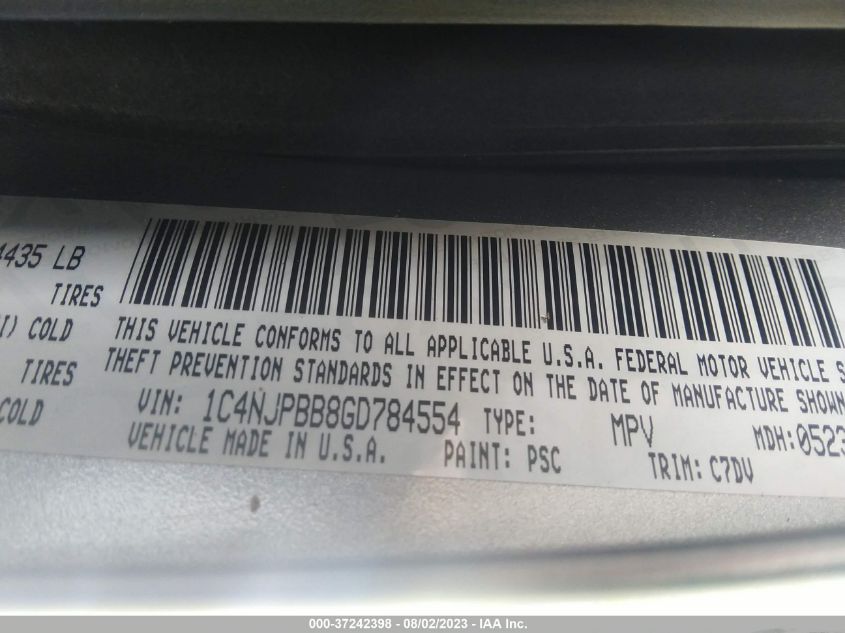 4435 LB
TIRES
I) COLD
TIRES
COLD
THIS VEHICLE CONFORMS TO ALL APPLICABLE U.S.A. FEDERAL MOTOR VEHICLE S
THEFT PREVENTION STANDARDS IN EFFECT ON THE DATE OF MANUFACTURE SHOWN
VIN: 1C4NJPBB8GD784554 TYPE: MPV MDH:0523
VEHICLE MADE IN U.S.A. PAINT: PSC TRIM: C7DV
000-37242398 - 08/02/2023 - IAA Inc.